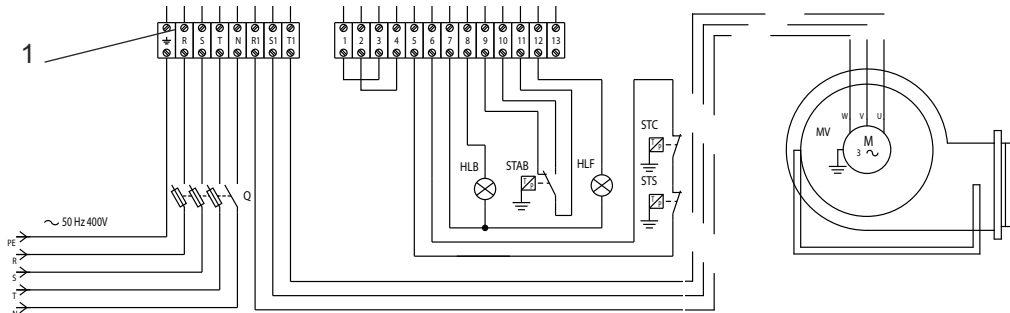 1
R S T N R1 S1 T1
1 2 3 4 5 6 7 8 9 10 11 12 13
W V U
MV
M
3 ∼
STC
T P
HLB
STAB
T P
HLF
STS
T P
Q
∼ 50 Hz 400V
PE
R
S
T
N